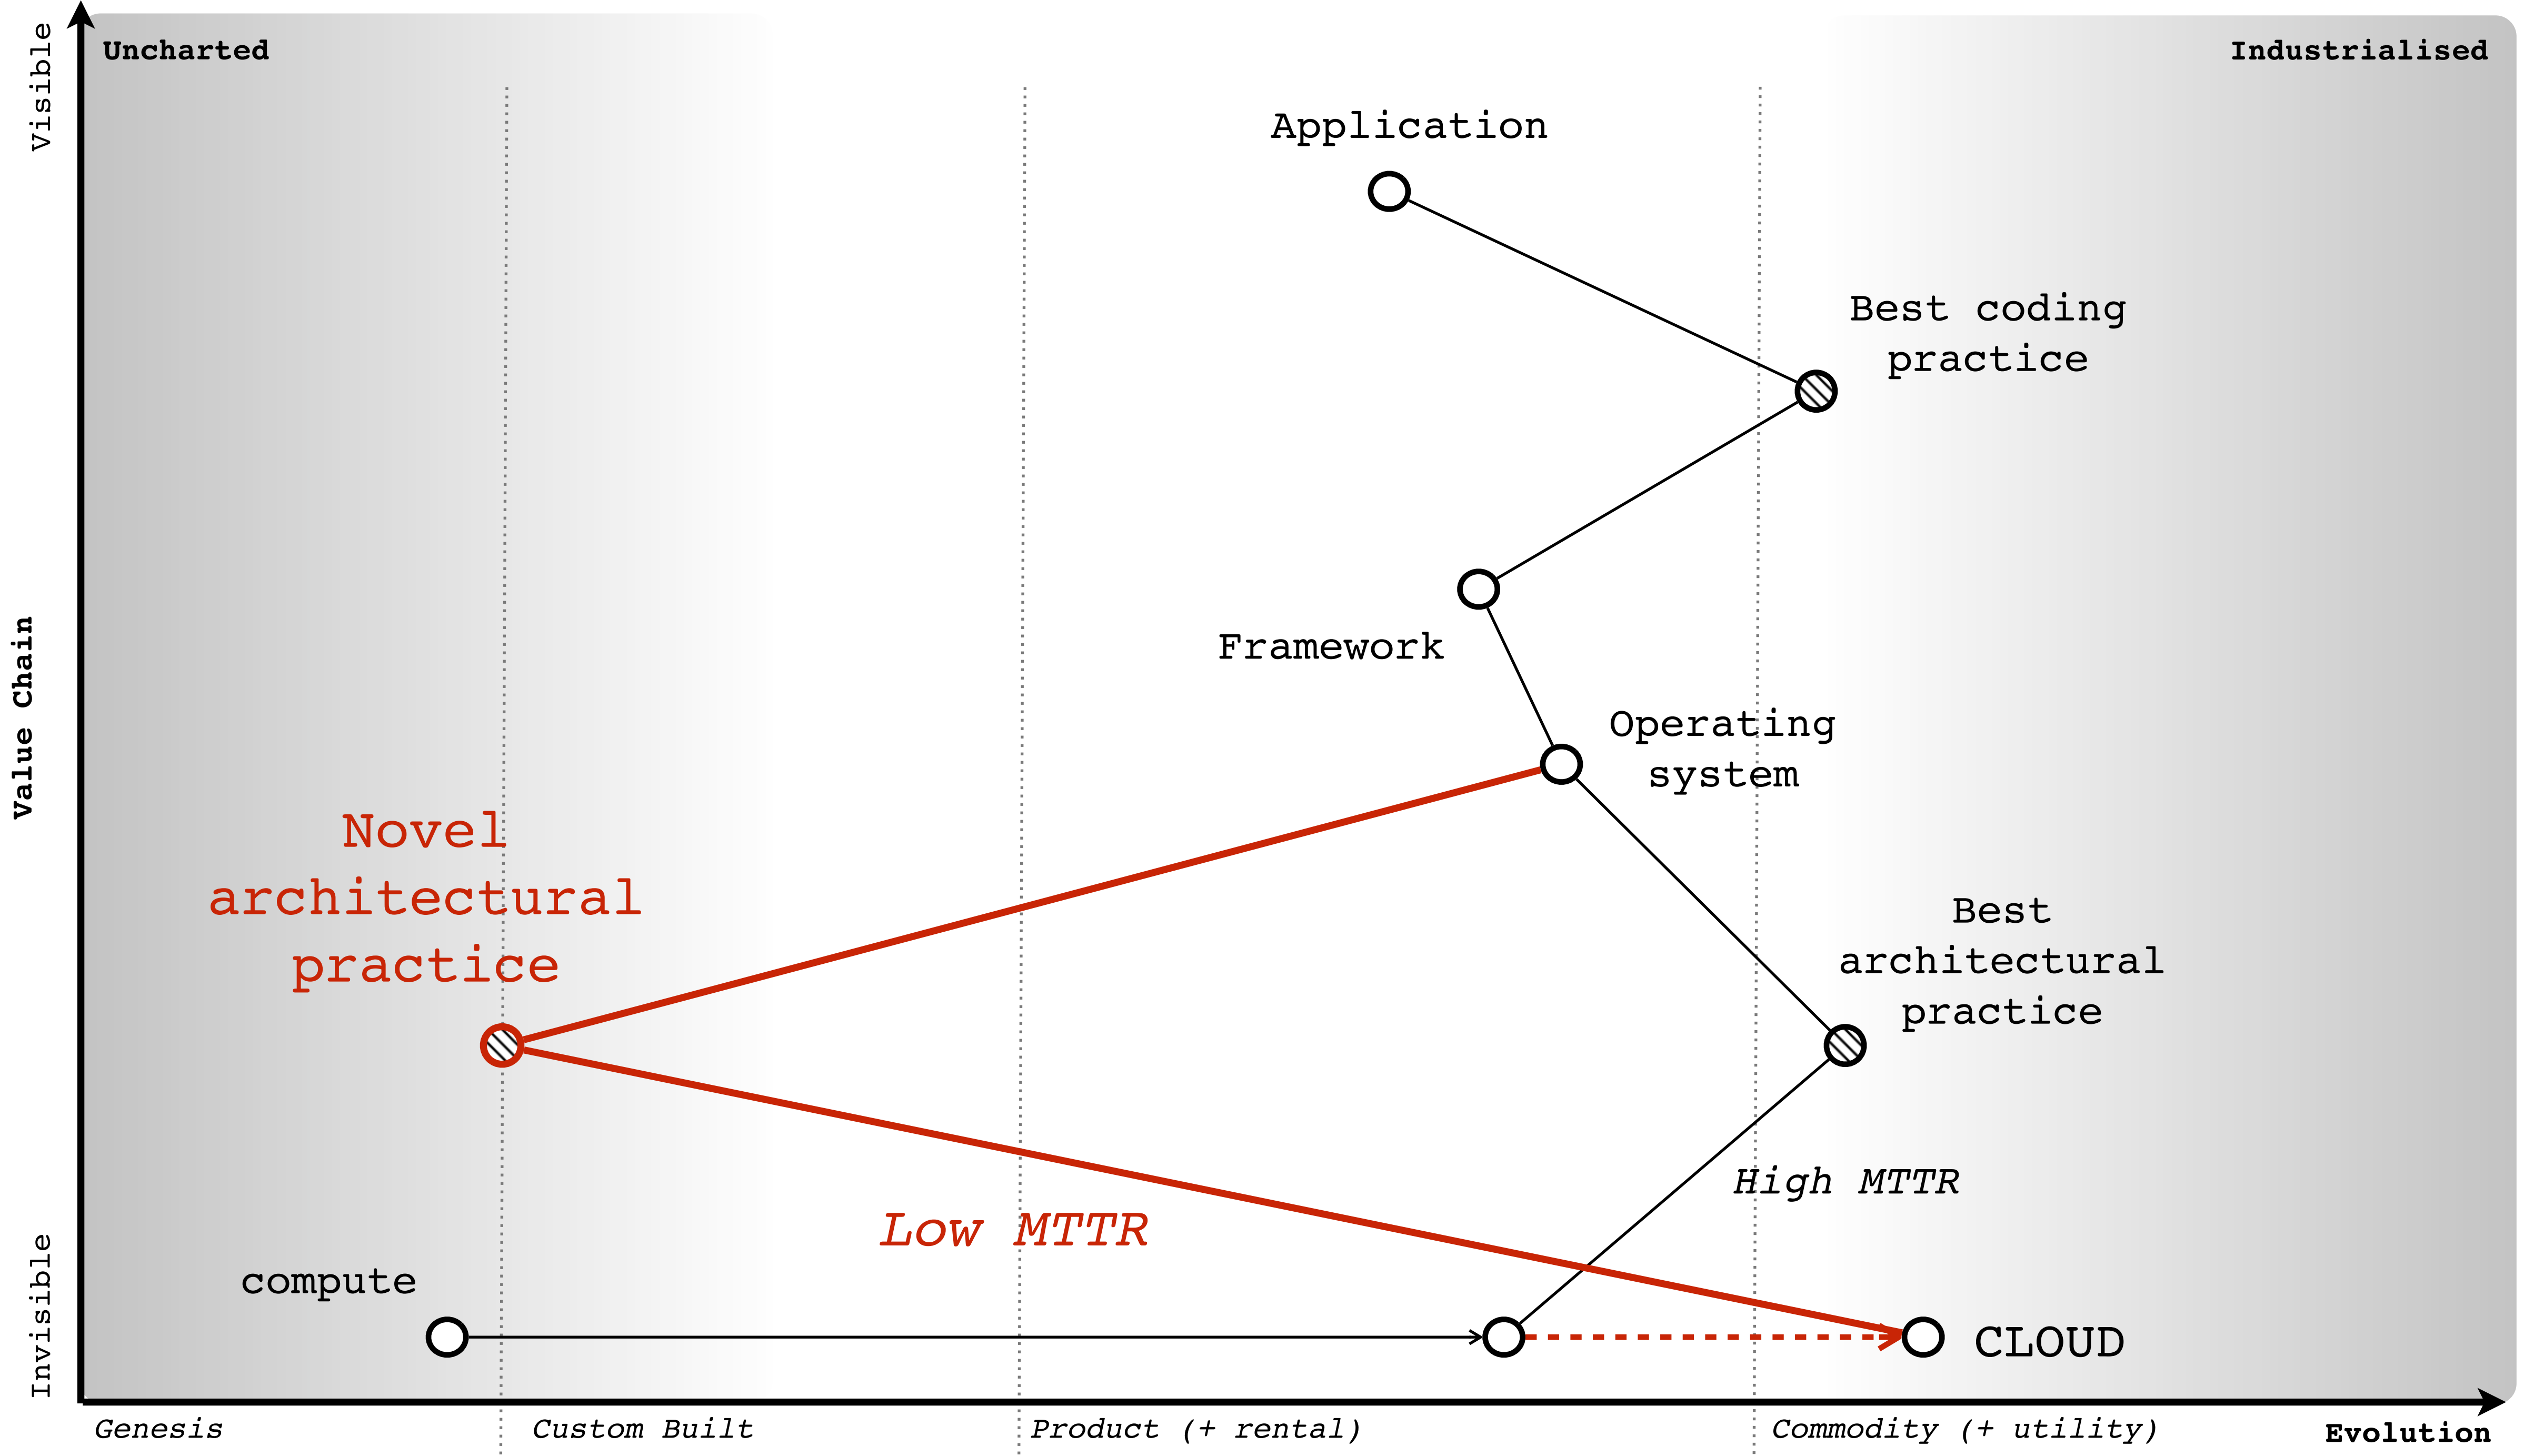 Visible
Uncharted
Industrialised
Application
Best coding
practice
Framework
Value Chain
Operating
system
Novel
architectural
practice
Best
architectural
practice
High MTTR
Low MTTR
Invisible
compute
CLOUD
Genesis
Custom Built
Product (+ rental)
Commodity (+ utility)
Evolution